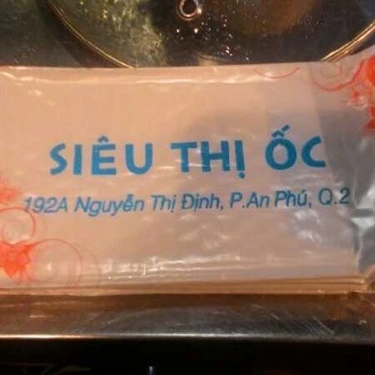 SIÊU THỊ ỐC
192A Nguyễn Thị Định, P.An Phú, Q.2